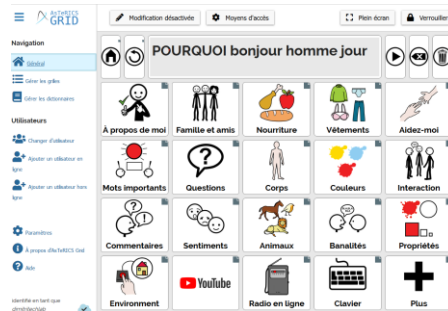 AsTeRICS
GRID
Modification désactivée
Moyens d'accès
Plein écran
Verrouiller
Navigation
Général
Gérer les grilles
Gérer les dictionnaires
Utilisateurs
Changer d'utilisateur
Ajouter un utilisateur en
ligne
Ajouter un utilisateur hors
ligne
Paramètres
À propos d'AsTeRICS Grid
Aide
Identifié en tant que
POURQUOI bonjour homme jour
À propos de moi
Famille et amis
Nourriture
Vêtements
Aidez-moi
Mots importants
Questions
Corps
Couleurs
Interaction
Commentaires
Sentiments
Animaux
Banalités
Propriétés
Environment
YouTube
Radio en ligne
Clavier
Plus